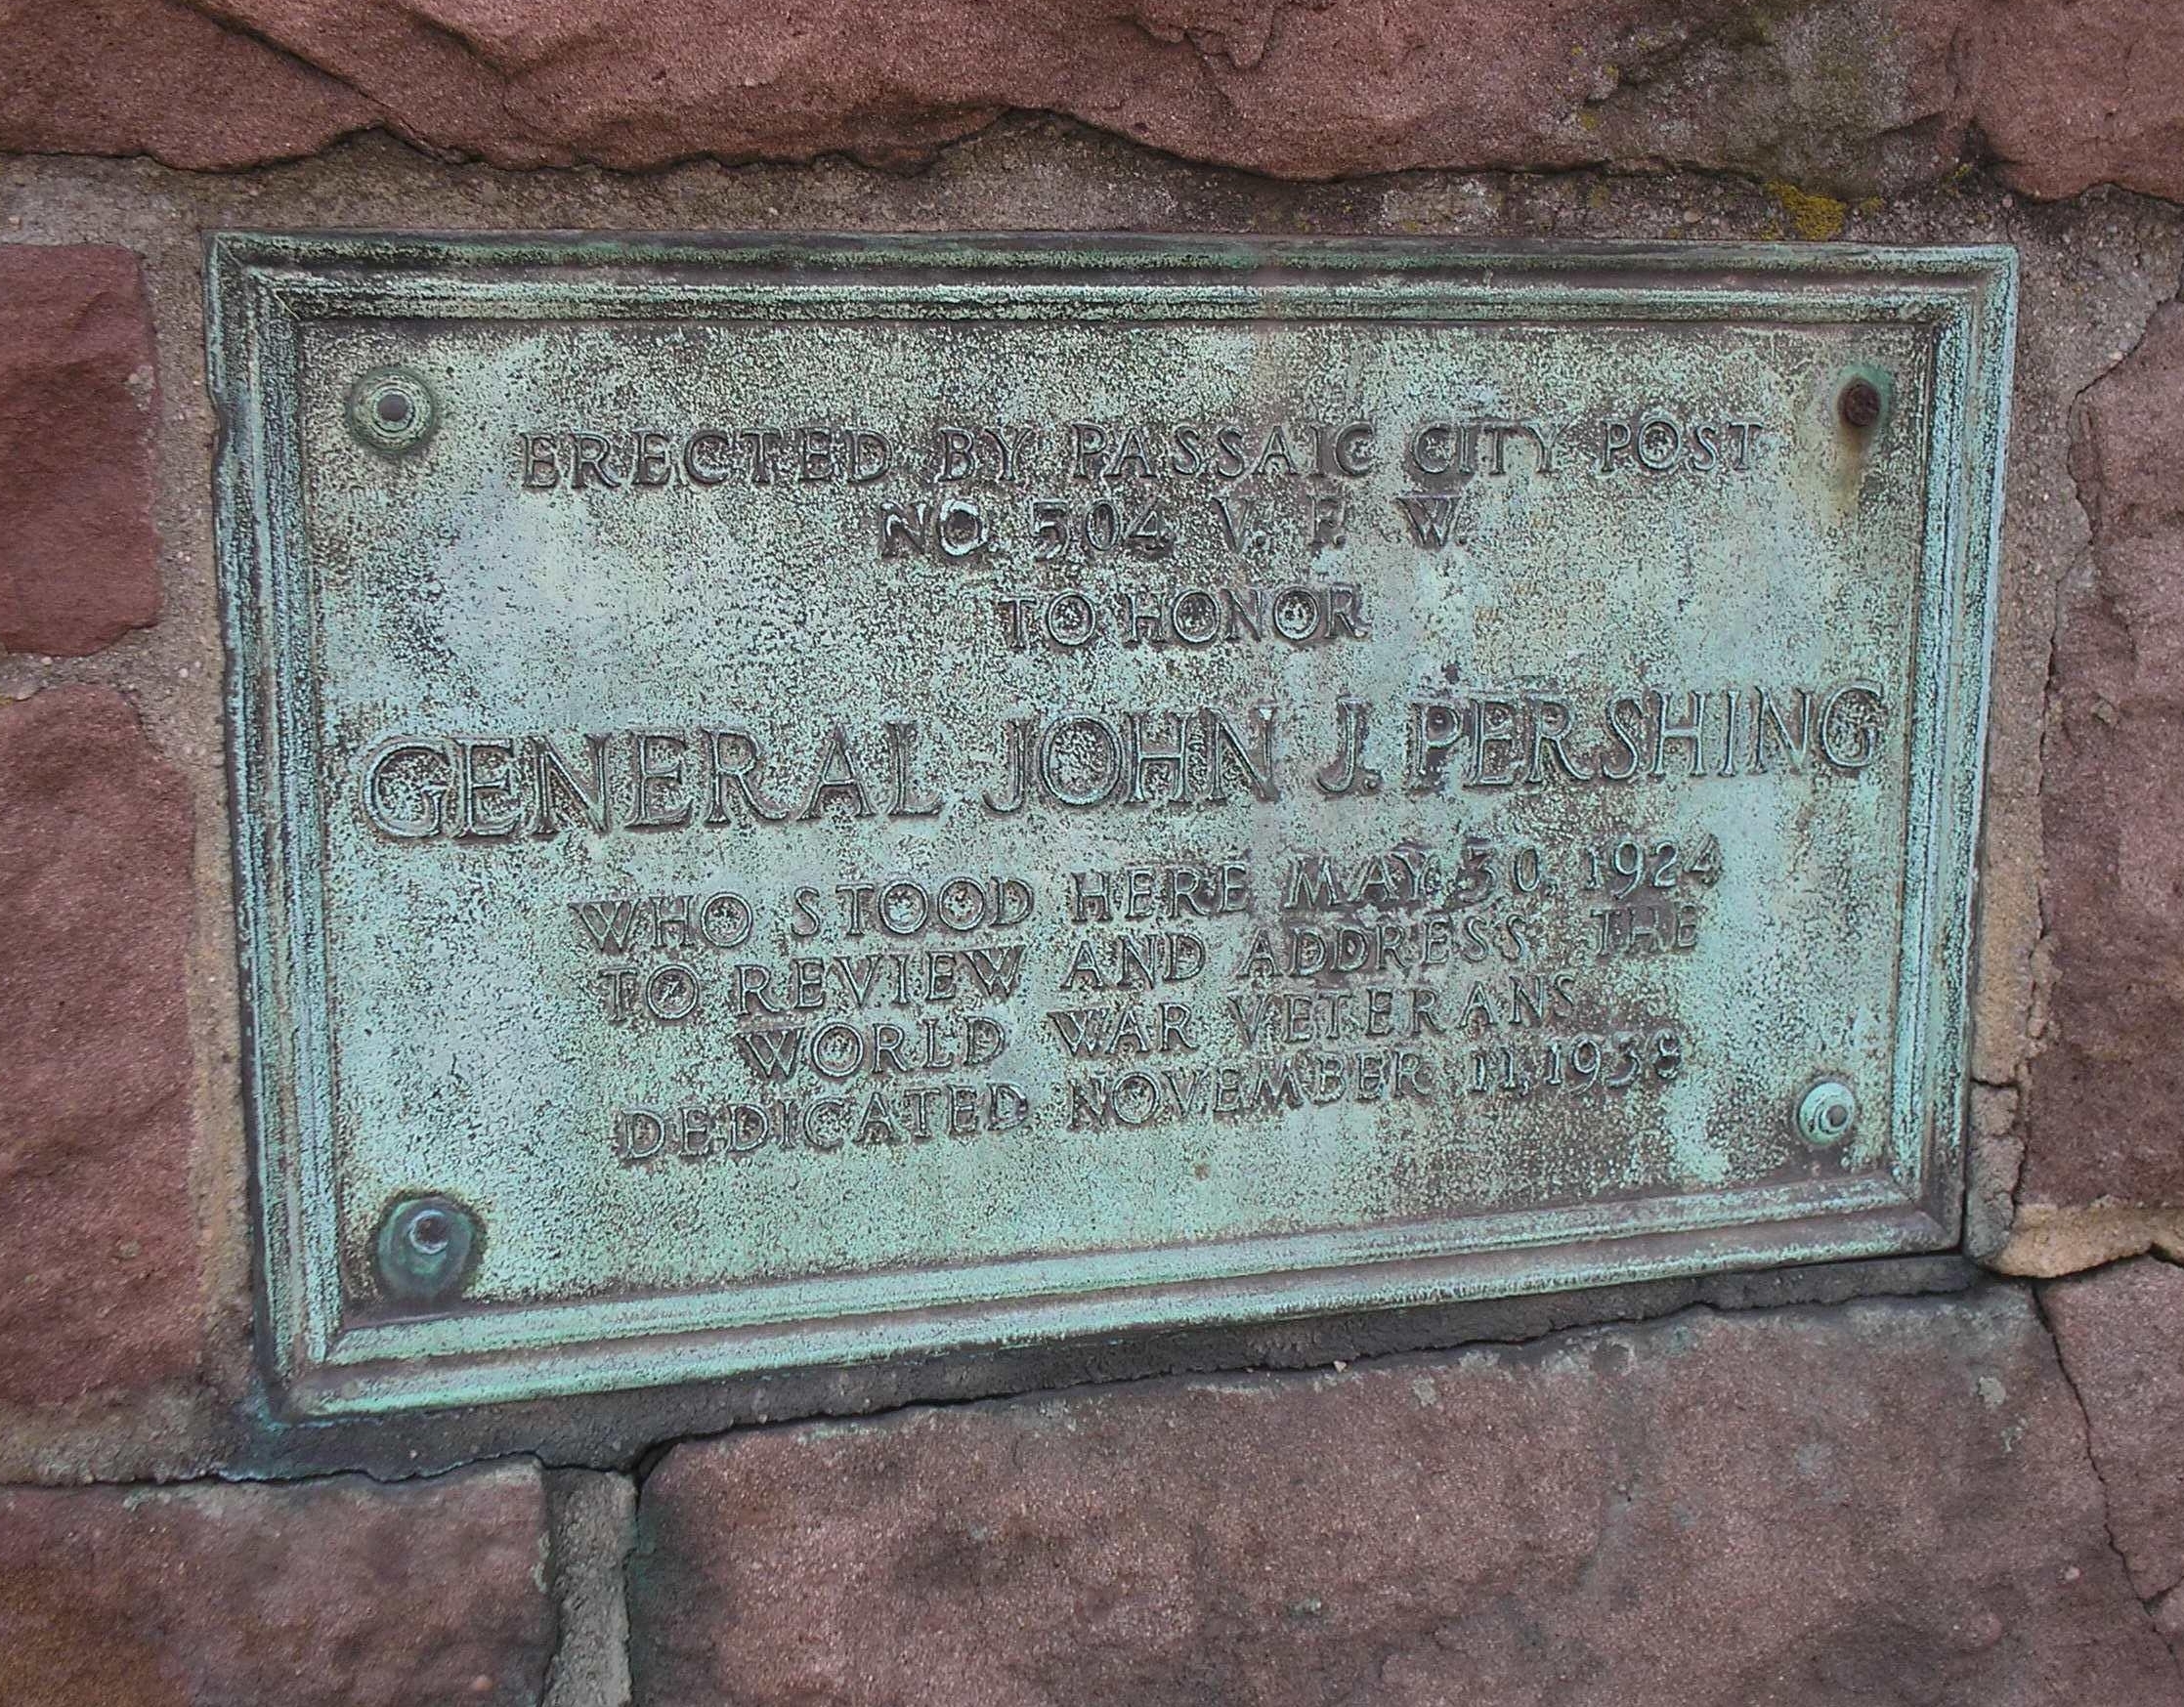 ERECTED BY PASSAIC CITY POST
NO. 504 V. F. W.
TO HONOR
GENERAL JOHN J. PERSHING
WHO STOOD HERE MAY 30, 1924
TO REVIEW AND ADDRESS THE
WORLD WAR VETERANS
DEDICATED NOVEMBER 11, 1938